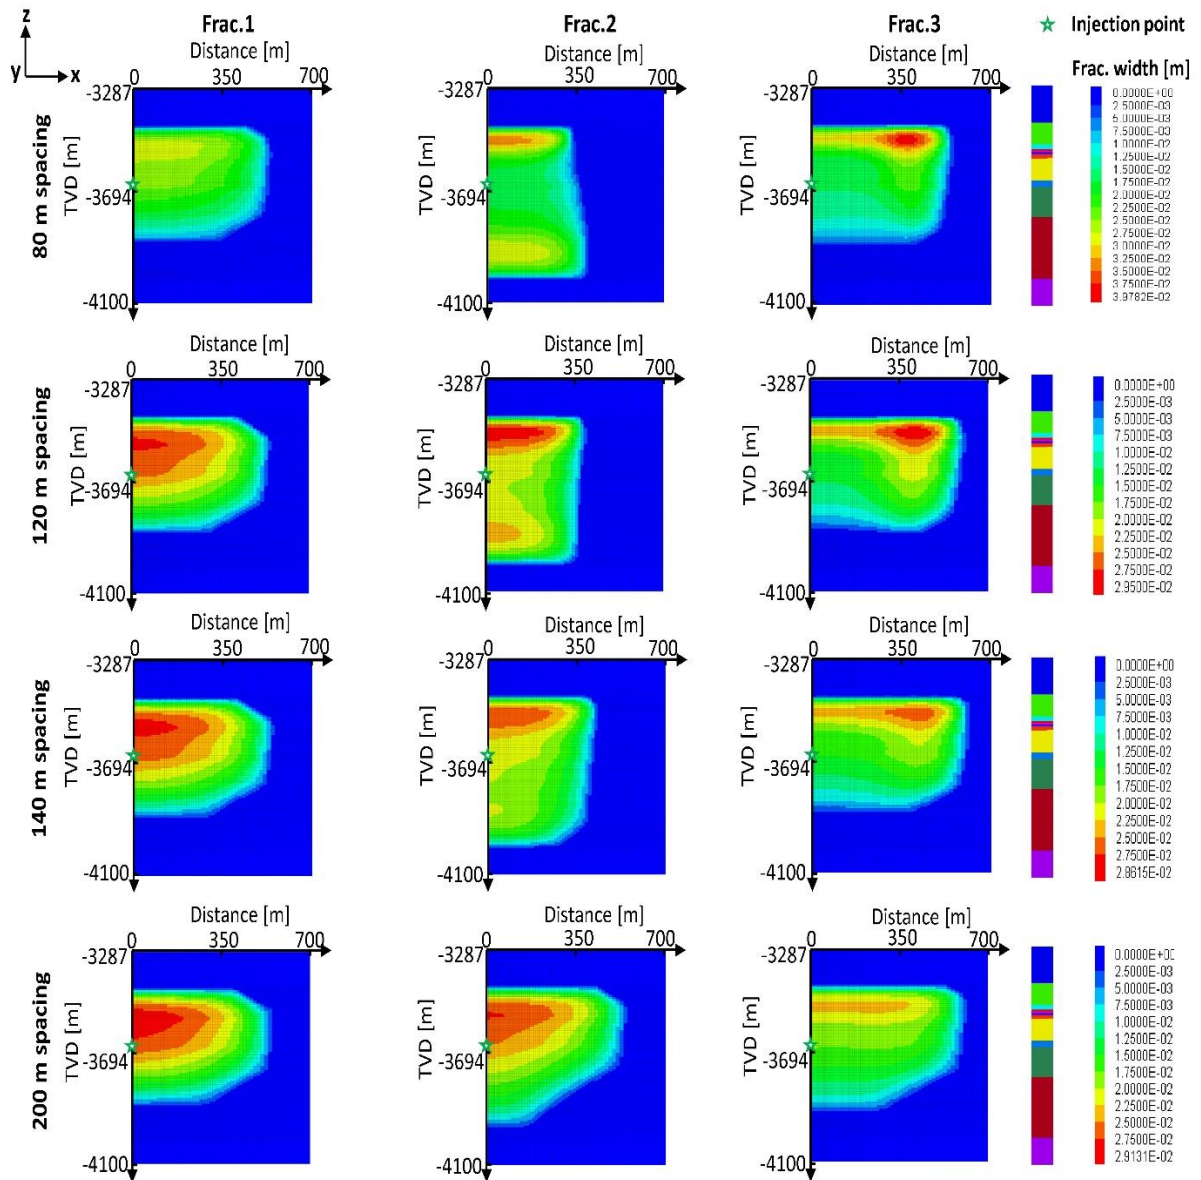 z
y x
Frac.1 Frac.2 Frac.3 Injection point
Distance [m] Distance [m] Distance [m] Frac. width [m]
0 350 700 0 350 700 0 350 700
80 m spacing
TVD [m] TVD [m] TVD [m]
-3287 -3287 -3287
-3694 -3694 -3694
-4100 -4100 -4100
0.0000E+00
2.5000E-03
5.0000E-03
7.5000E-03
1.0000E-02
1.2500E-02
1.5000E-02
1.7500E-02
2.0000E-02
2.2500E-02
2.5000E-02
2.7500E-02
3.0000E-02
3.2500E-02
3.5000E-02
3.7500E-02
3.9782E-02
Distance [m] Distance [m] Distance [m]
0 350 700 0 350 700 0 350 700
120 m spacing
TVD [m] TVD [m] TVD [m]
-3287 -3287 -3287
-3694 -3694 -3694
-4100 -4100 -4100
0.0000E+00
2.5000E-03
5.0000E-03
7.5000E-03
1.0000E-02
1.2500E-02
1.5000E-02
1.7500E-02
2.0000E-02
2.2500E-02
2.5000E-02
2.7500E-02
2.9500E-02
Distance [m] Distance [m] Distance [m]
0 350 700 0 350 700 0 350 700
140 m spacing
TVD [m] TVD [m] TVD [m]
-3287 -3287 -3287
-3694 -3694 -3694
-4100 -4100 -4100
0.0000E+00
2.5000E-03
5.0000E-03
7.5000E-03
1.0000E-02
1.2500E-02
1.5000E-02
1.7500E-02
2.0000E-02
2.2500E-02
2.5000E-02
2.7500E-02
2.8615E-02
Distance [m] Distance [m] Distance [m]
0 350 700 0 350 700 0 350 700
200 m spacing
TVD [m] TVD [m] TVD [m]
-3287 -3287 -3287
-3694 -3694 -3694
-4100 -4100 -4100
0.0000E+00
2.5000E-03
5.0000E-03
7.5000E-03
1.0000E-02
1.2500E-02
1.5000E-02
1.7500E-02
2.0000E-02
2.2500E-02
2.5000E-02
2.7500E-02
2.9131E-02